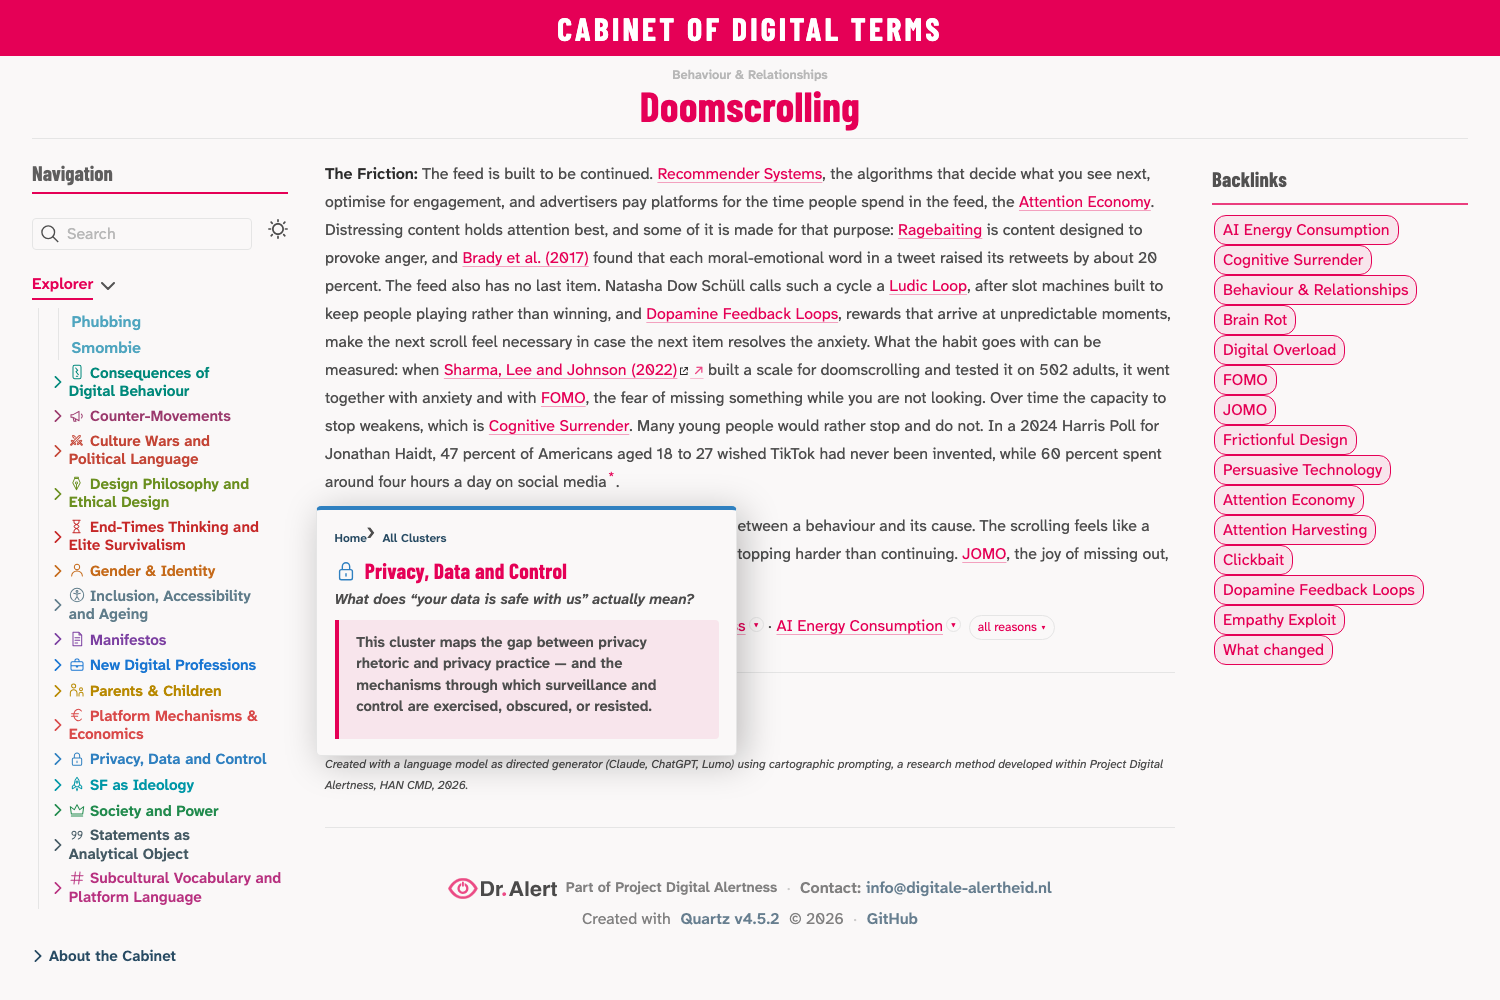 CABINET OF DIGITAL TERMS
Behaviour & Relationships
Doomscrolling
Navigation
Search
Explorer
Phubbing
Smombie
Consequences of
Digital Behaviour
Counter-Movements
Culture Wars and
Political Language
Design Philosophy and
Ethical Design
End-Times Thinking and
Elite Survivalism
Gender & Identity
Inclusion, Accessibility
and Ageing
Manifestos
New Digital Professions
Parents & Children
Platform Mechanisms &
Economics
Privacy, Data and Control
SF as Ideology
Society and Power
Statements as
Analytical Object
Subcultural Vocabulary and
Platform Language
About the Cabinet
The Friction: The feed is built to be continued. Recommender Systems, the algorithms that decide what you see next,
optimise for engagement, and advertisers pay platforms for the time people spend in the feed, the Attention Economy.
Distressing content holds attention best, and some of it is made for that purpose: Ragebaiting is content designed to
provoke anger, and Brady et al. (2017) found that each moral-emotional word in a tweet raised its retweets by about 20
percent. The feed also has no last item. Natasha Dow Schüll calls such a cycle a Ludic Loop, after slot machines built to
keep people playing rather than winning, and Dopamine Feedback Loops, rewards that arrive at unpredictable moments,
make the next scroll feel necessary in case the next item resolves the anxiety. What the habit goes with can be
measured: when Sharma, Lee and Johnson (2022) ↗ built a scale for doomscrolling and tested it on 502 adults, it went
together with anxiety and with FOMO, the fear of missing something while you are not looking. Over time the capacity to
stop weakens, which is Cognitive Surrender. Many young people would rather stop and do not. In a 2024 Harris Poll for
Jonathan Haidt, 47 percent of Americans aged 18 to 27 wished TikTok had never been invented, while 60 percent spent
around four hours a day on social media*.
etween a behaviour and its cause. The scrolling feels like a
topping harder than continuing. JOMO, the joy of missing out,
s ▾ · AI Energy Consumption ▾ all reasons ▾
Home ❯ All Clusters
Privacy, Data and Control
What does “your data is safe with us” actually mean?
This cluster maps the gap between privacy
rhetoric and privacy practice — and the
mechanisms through which surveillance and
control are exercised, obscured, or resisted.
Created with a language model as directed generator (Claude, ChatGPT, Lumo) using cartographic prompting, a research method developed within Project Digital
Alertness, HAN CMD, 2026.
Backlinks
AI Energy Consumption
Cognitive Surrender
Behaviour & Relationships
Brain Rot
Digital Overload
FOMO
JOMO
Frictionful Design
Persuasive Technology
Attention Economy
Attention Harvesting
Clickbait
Dopamine Feedback Loops
Empathy Exploit
What changed
Dr.Alert Part of Project Digital Alertness · Contact: info@digitale-alertheid.nl
Created with Quartz v4.5.2 © 2026 · GitHub